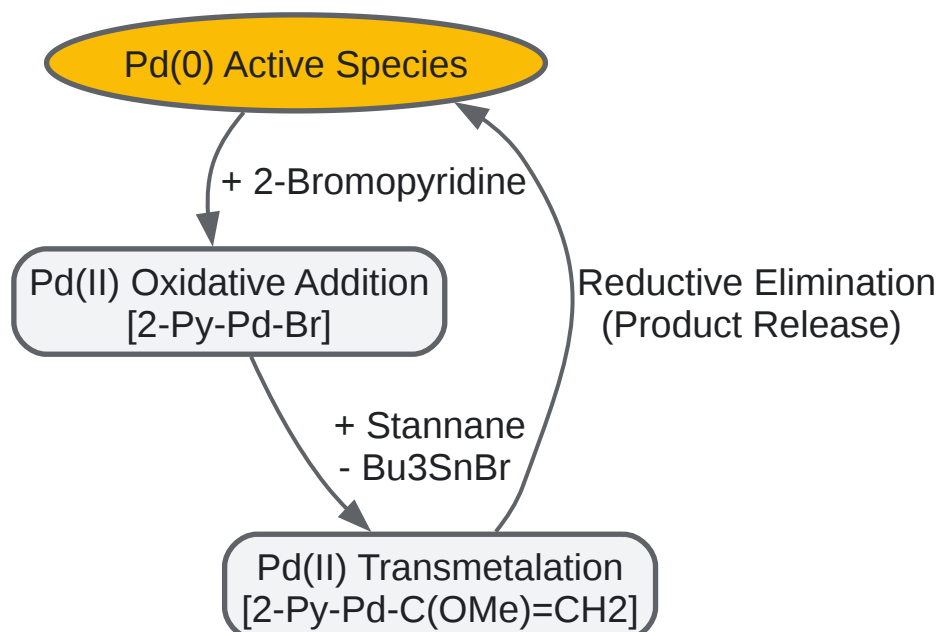 Pd(0) Active Species
+ 2-Bromopyridine
Pd(II) Oxidative Addition
[2-Py-Pd-Br]
Reductive Elimination
(Product Release)
+ Stannane
- Bu3SnBr
Pd(II) Transmetalation
[2-Py-Pd-C(OMe)=CH2]